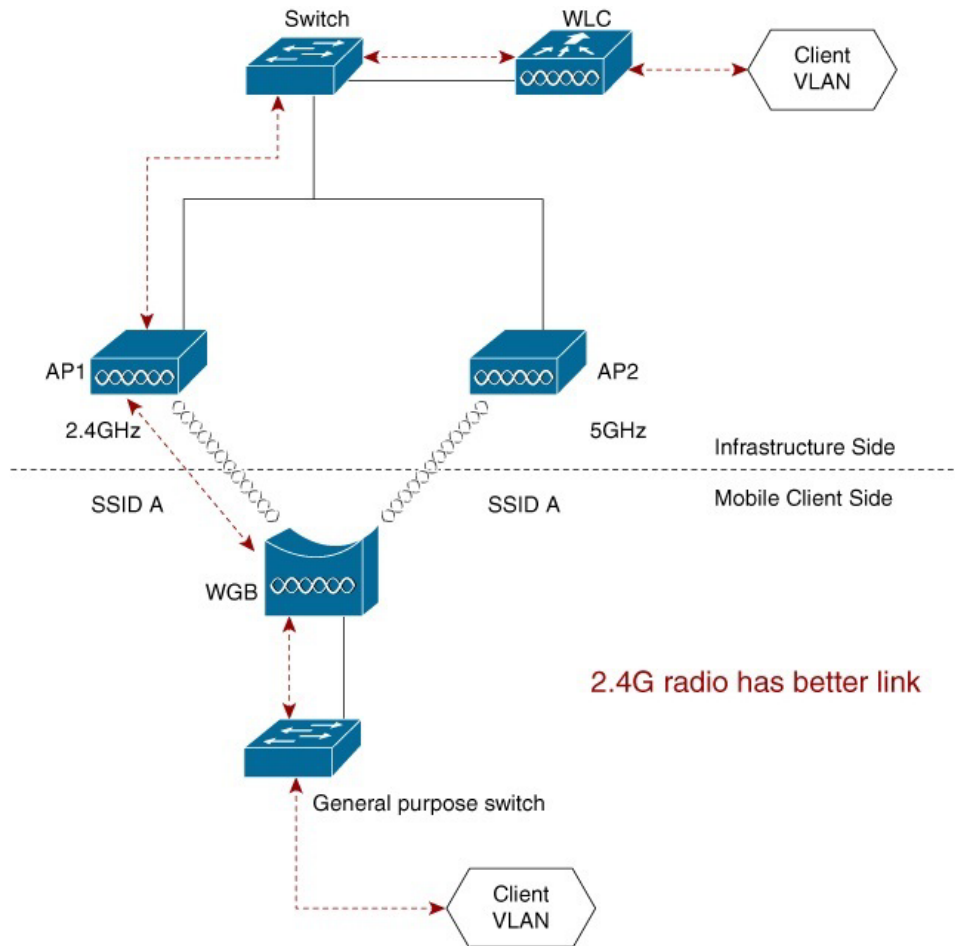 Switch
WLC
Client
VLAN
AP1
AP2
2.4GHz
5GHz
Infrastructure Side
SSID A
SSID A
Mobile Client Side
WGB
2.4G radio has better link
General purpose switch
Client
VLAN